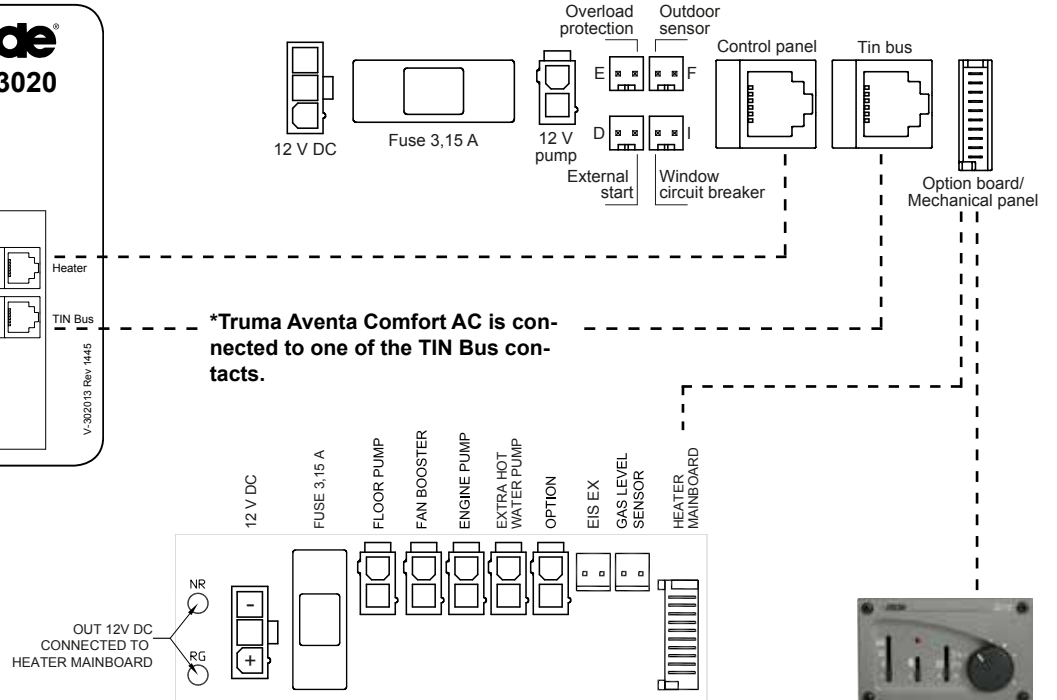 de®
3020
Overload
protection
Outdoor
sensor
Control panel
Tin bus
E
F
12 V DC
Fuse 3,15 A
12 V
pump
D
I
External
start
Window
circuit breaker
Option board/
Mechanical panel
Heater
TIN Bus
*Truma Aventa Comfort AC is con-
nected to one of the TIN Bus con-
tacts.
V-302013 Rev 1445
12 V DC
FUSE 3,15 A
FLOOR PUMP
FAN BOOSTER
ENGINE PUMP
EXTRA HOT
WATER PUMP
OPTION
EIS EX
GAS LEVEL
SENSOR
HEATER
MAINBOARD
NR
-
OUT 12V DC
CONNECTED TO
HEATER MAINBOARD
RG
+